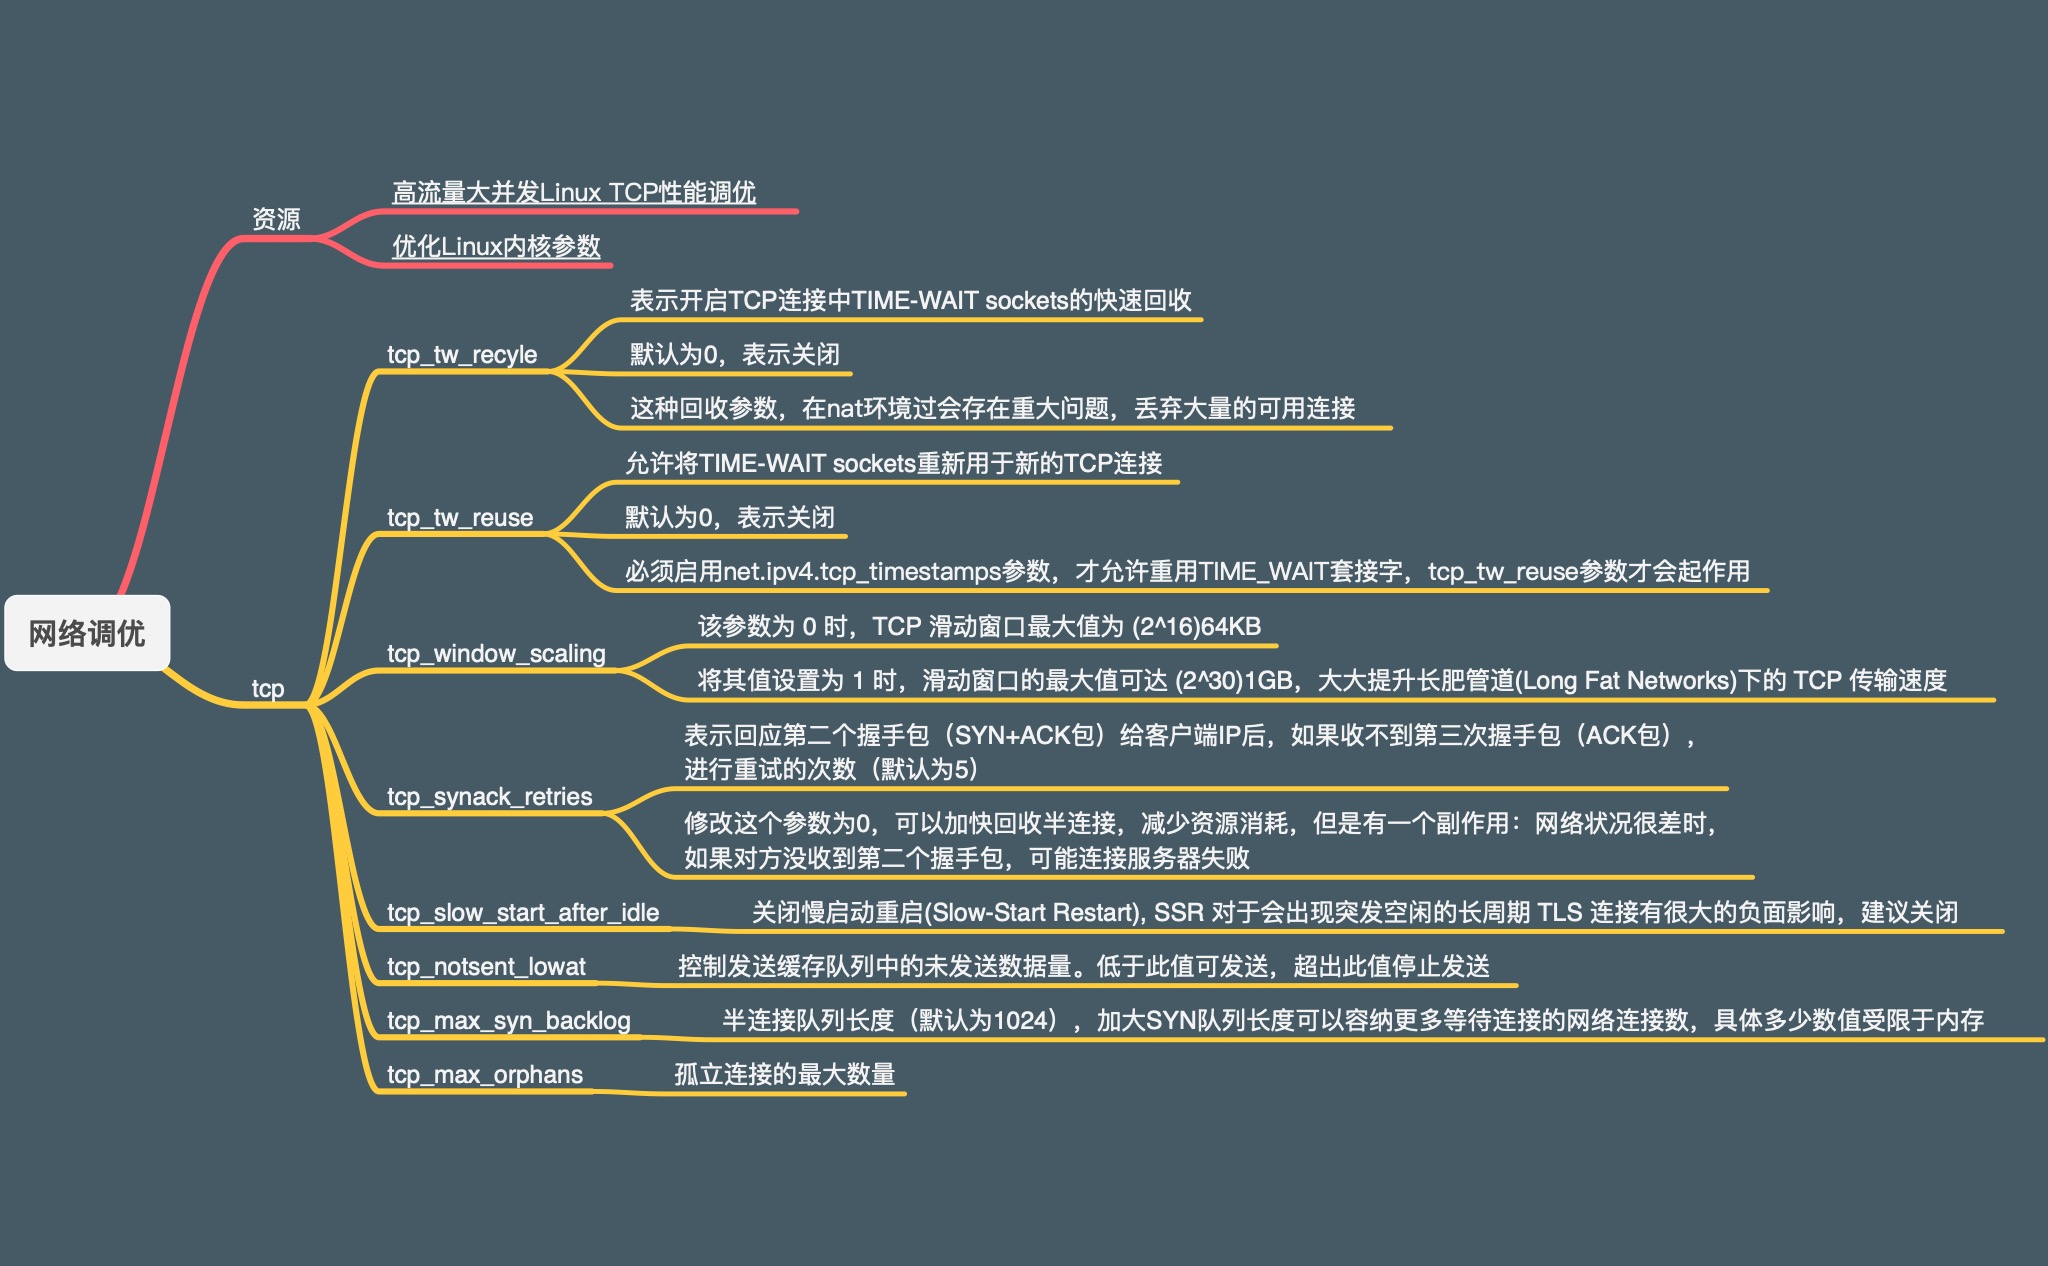 高流量大并发Linux TCP性能调优
资源
优化Linux内核参数
表示开启TCP连接中TIME-WAIT sockets的快速回收
tcp_tw_recyle
默认为0，表示关闭
这种回收参数，在nat环境过会存在重大问题，丢弃大量的可用连接
允许将TIME-WAIT sockets重新用于新的TCP连接
tcp_tw_reuse
默认为0，表示关闭
必须启用net.ipv4.tcp_timestamps参数，才允许重用TIME_WAIT套接字，tcp_tw_reuse参数才会起作用
网络调优
该参数为 0 时，TCP 滑动窗口最大值为 (2^16)64KB
tcp_window_scaling
将其值设置为 1 时，滑动窗口的最大值可达 (2^30)1GB，大大提升长肥管道(Long Fat Networks)下的 TCP 传输速度
tcp
表示回应第二个握手包（SYN+ACK包）给客户端IP后，如果收不到第三次握手包（ACK包），
进行重试的次数（默认为5）
tcp_synack_retries
修改这个参数为0，可以加快回收半连接，减少资源消耗，但是有一个副作用：网络状况很差时，
如果对方没收到第二个握手包，可能连接服务器失败
tcp_slow_start_after_idle
关闭慢启动重启(Slow-Start Restart), SSR 对于会出现突发空闲的长周期 TLS 连接有很大的负面影响，建议关闭
tcp_notsent_lowat
控制发送缓存队列中的未发送数据量。低于此值可发送，超出此值停止发送
tcp_max_syn_backlog
半连接队列长度（默认为1024），加大SYN队列长度可以容纳更多等待连接的网络连接数，具体多少数值受限于内存
tcp_max_orphans
孤立连接的最大数量